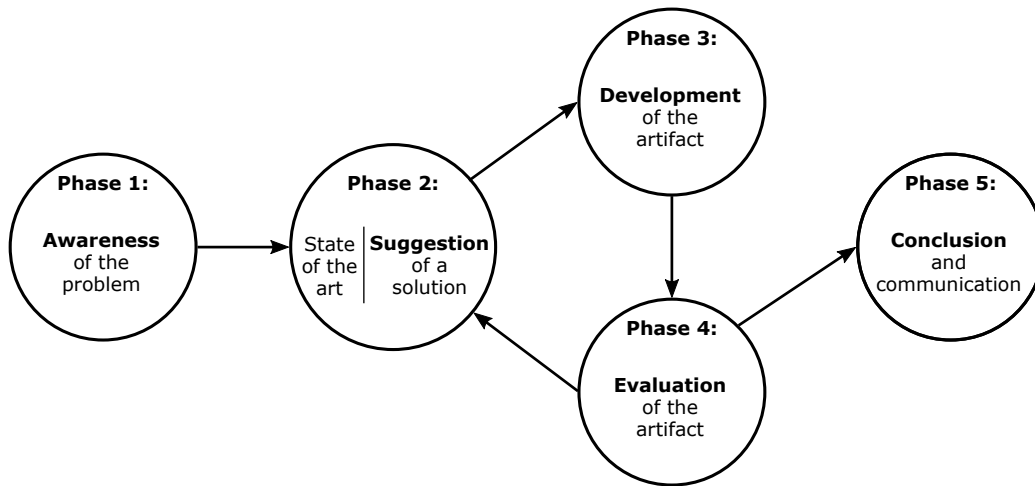 Phase 1:
Awareness
of the
problem
Phase 2:
State
of the
art
Suggestion
of a
solution
Phase 3:
Development
of the
artifact
Phase 4:
Evaluation
of the
artifact
Phase 5:
Conclusion
and
communication